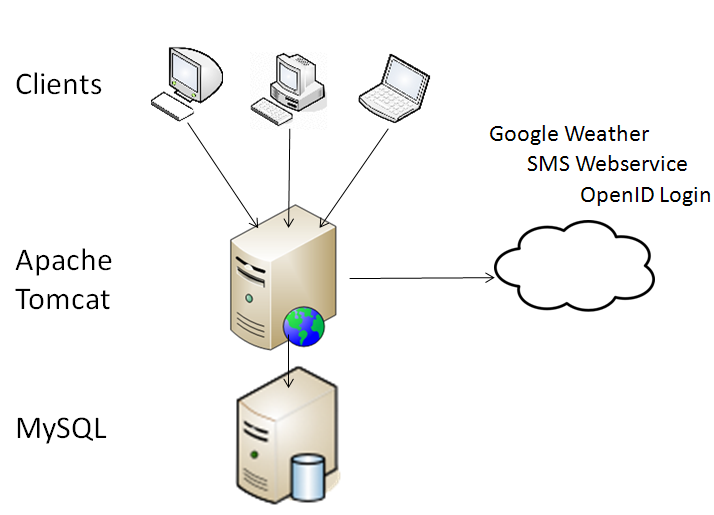 Clients
Google Weather
SMS Webservice
OpenID Login
Apache
Tomcat
MySQL